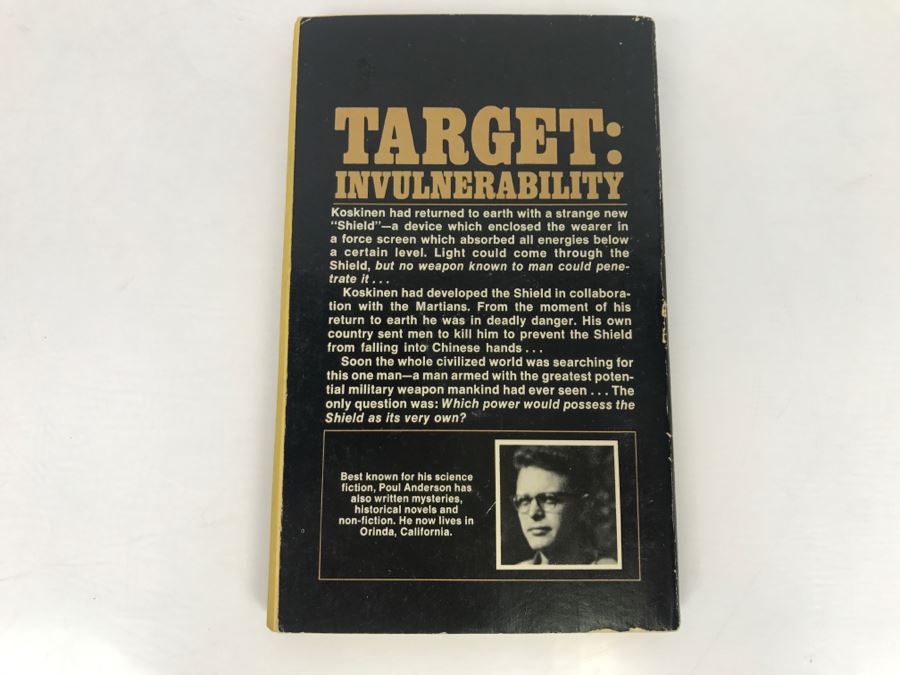 TARGET:
INVULNERABILITY
Koskinen had returned to earth with a strange new
"Shield"—a device which enclosed the wearer in
a force screen which absorbed all energies below
a certain level. Light could come through the
Shield, but no weapon known to man could pene-
trate it . . .
Koskinen had developed the Shield in collabora-
tion with the Martians. From the moment of his
return to earth he was in deadly danger. His own
country sent men to kill him to prevent the Shield
from falling into Chinese hands . . .
Soon the whole civilized world was searching for
this one man—a man armed with the greatest poten-
tial military weapon mankind had ever seen . . . The
only question was: Which power would possess the
Shield as its very own?
Best known for his science
fiction, Poul Anderson has
also written mysteries,
historical novels and
non-fiction. He now lives in
Orinda, California.